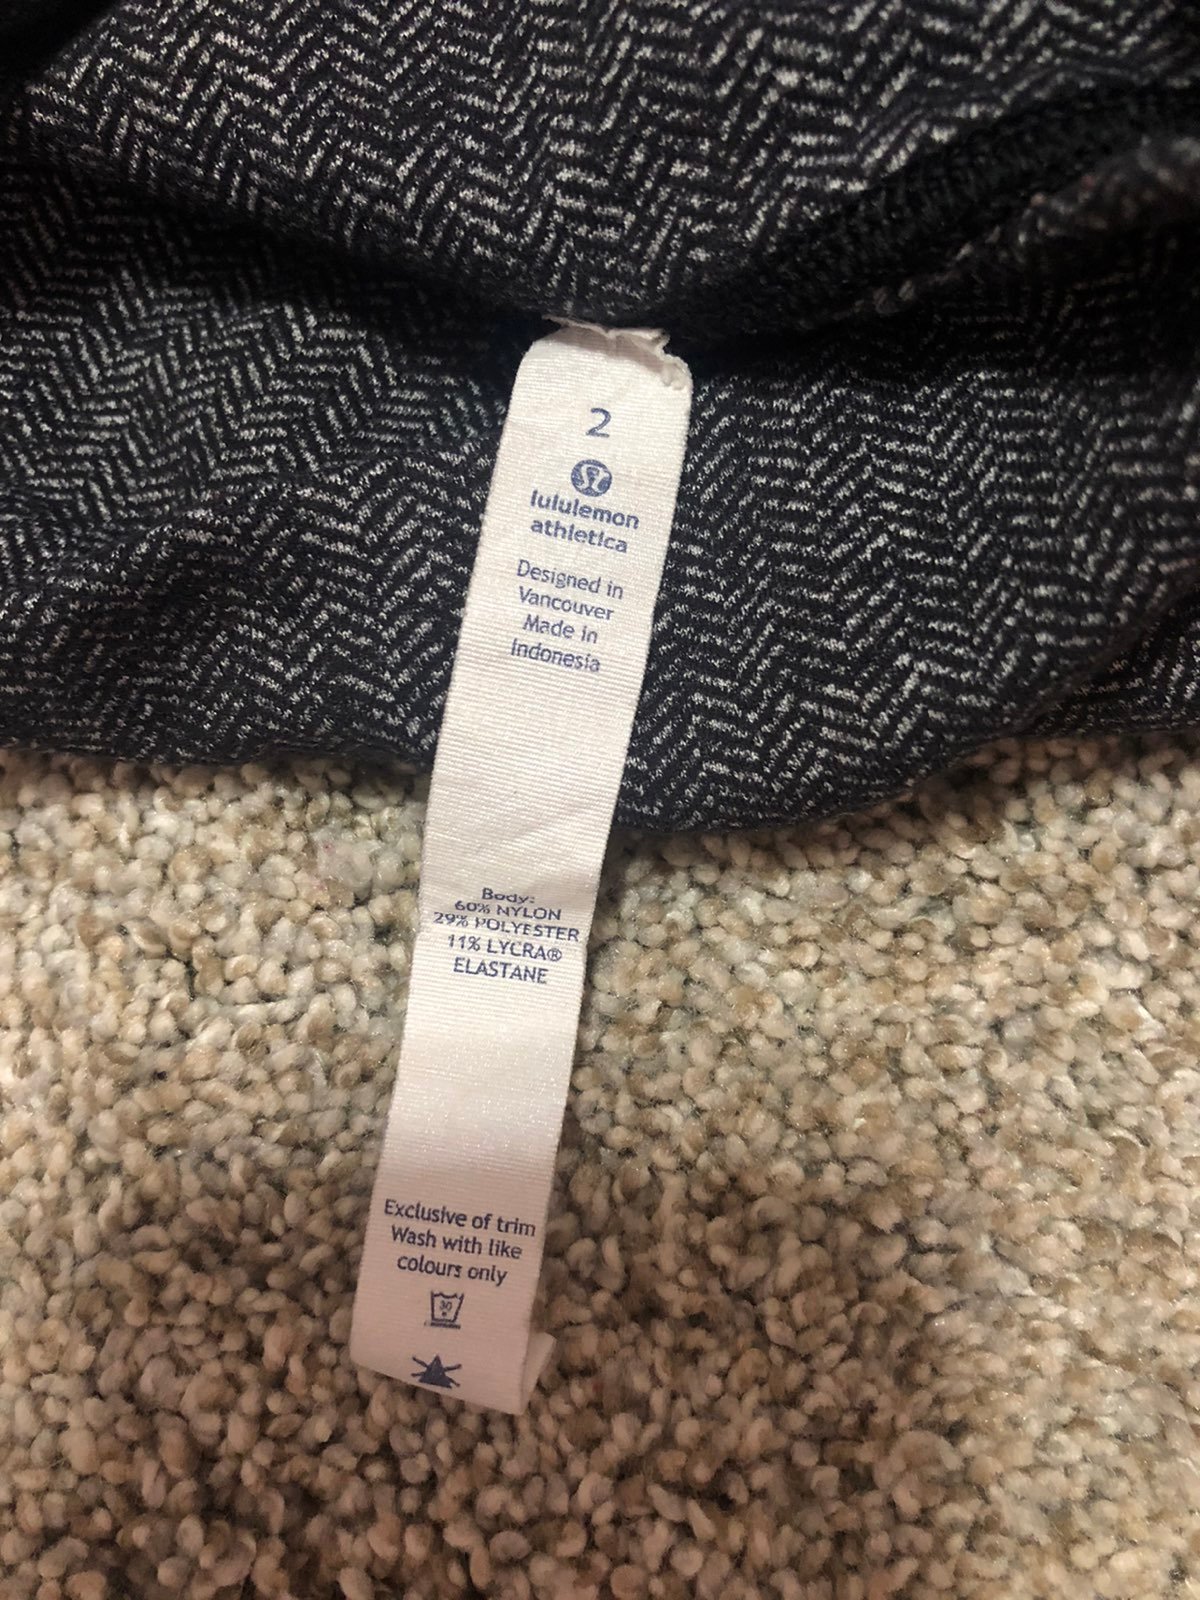 2
lululemon
athletica
Designed in
Vancouver
Made in
Indonesia
Body:
60% NYLON
29% POLYESTER
11% LYCRA®
ELASTANE
Exclusive of trim
Wash with like
colours only
30